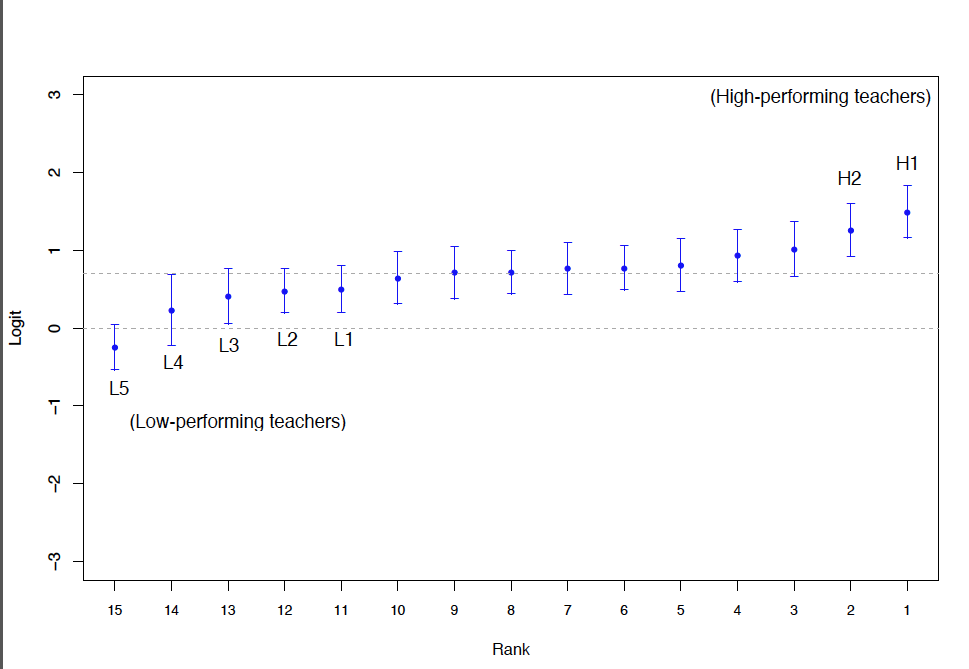 (High-performing teachers)
H1
H2
L1
L2
L3
L4
L5
(Low-performing teachers)
Logit
3
2
1
0
-1
-2
-3
15 14 13 12 11 10 9 8 7 6 5 4 3 2 1
Rank